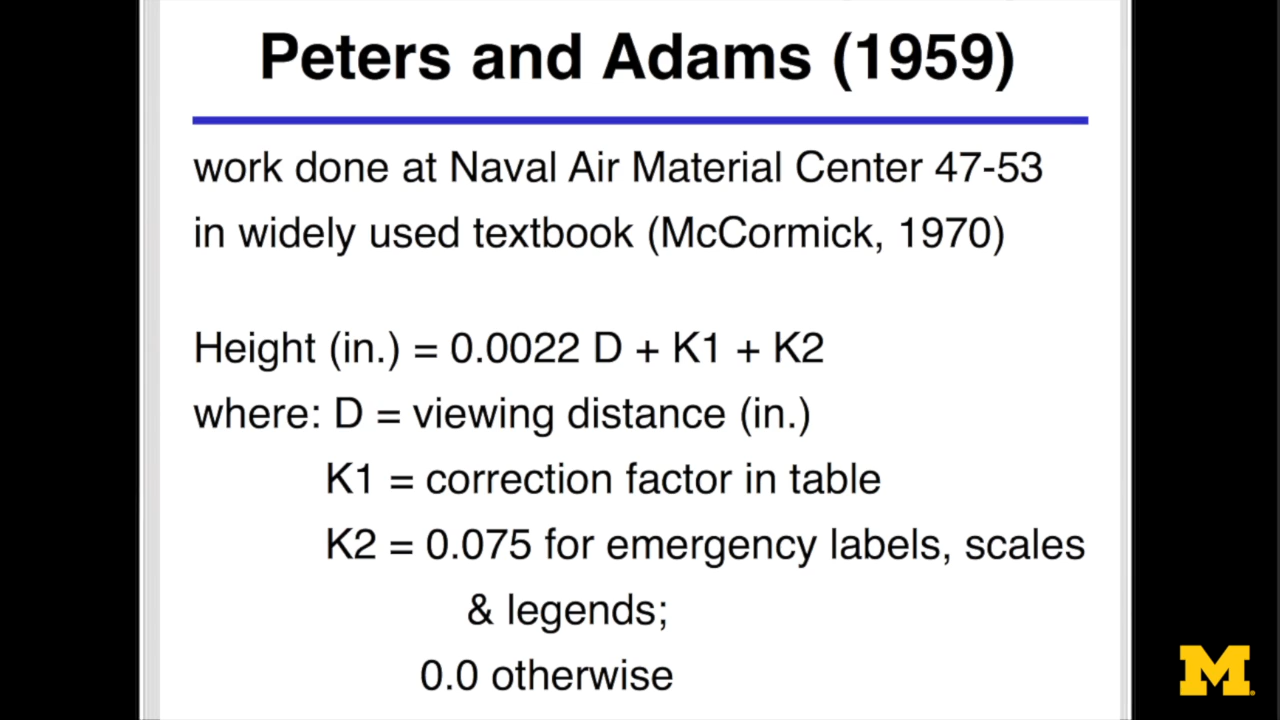 Peters and Adams (1959)
work done at Naval Air Material Center 47-53
in widely used textbook (McCormick, 1970)
Height (in.) = 0.0022 D + K1 + K2
where: D = viewing distance (in.)
K1 = correction factor in table
K2 = 0.075 for emergency labels, scales
& legends;
0.0 otherwise
M